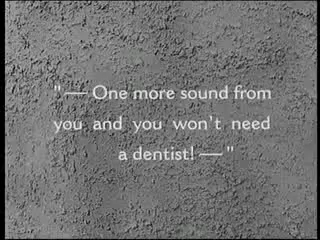 "— One more sound from
you and you won't need
a dentist! — "